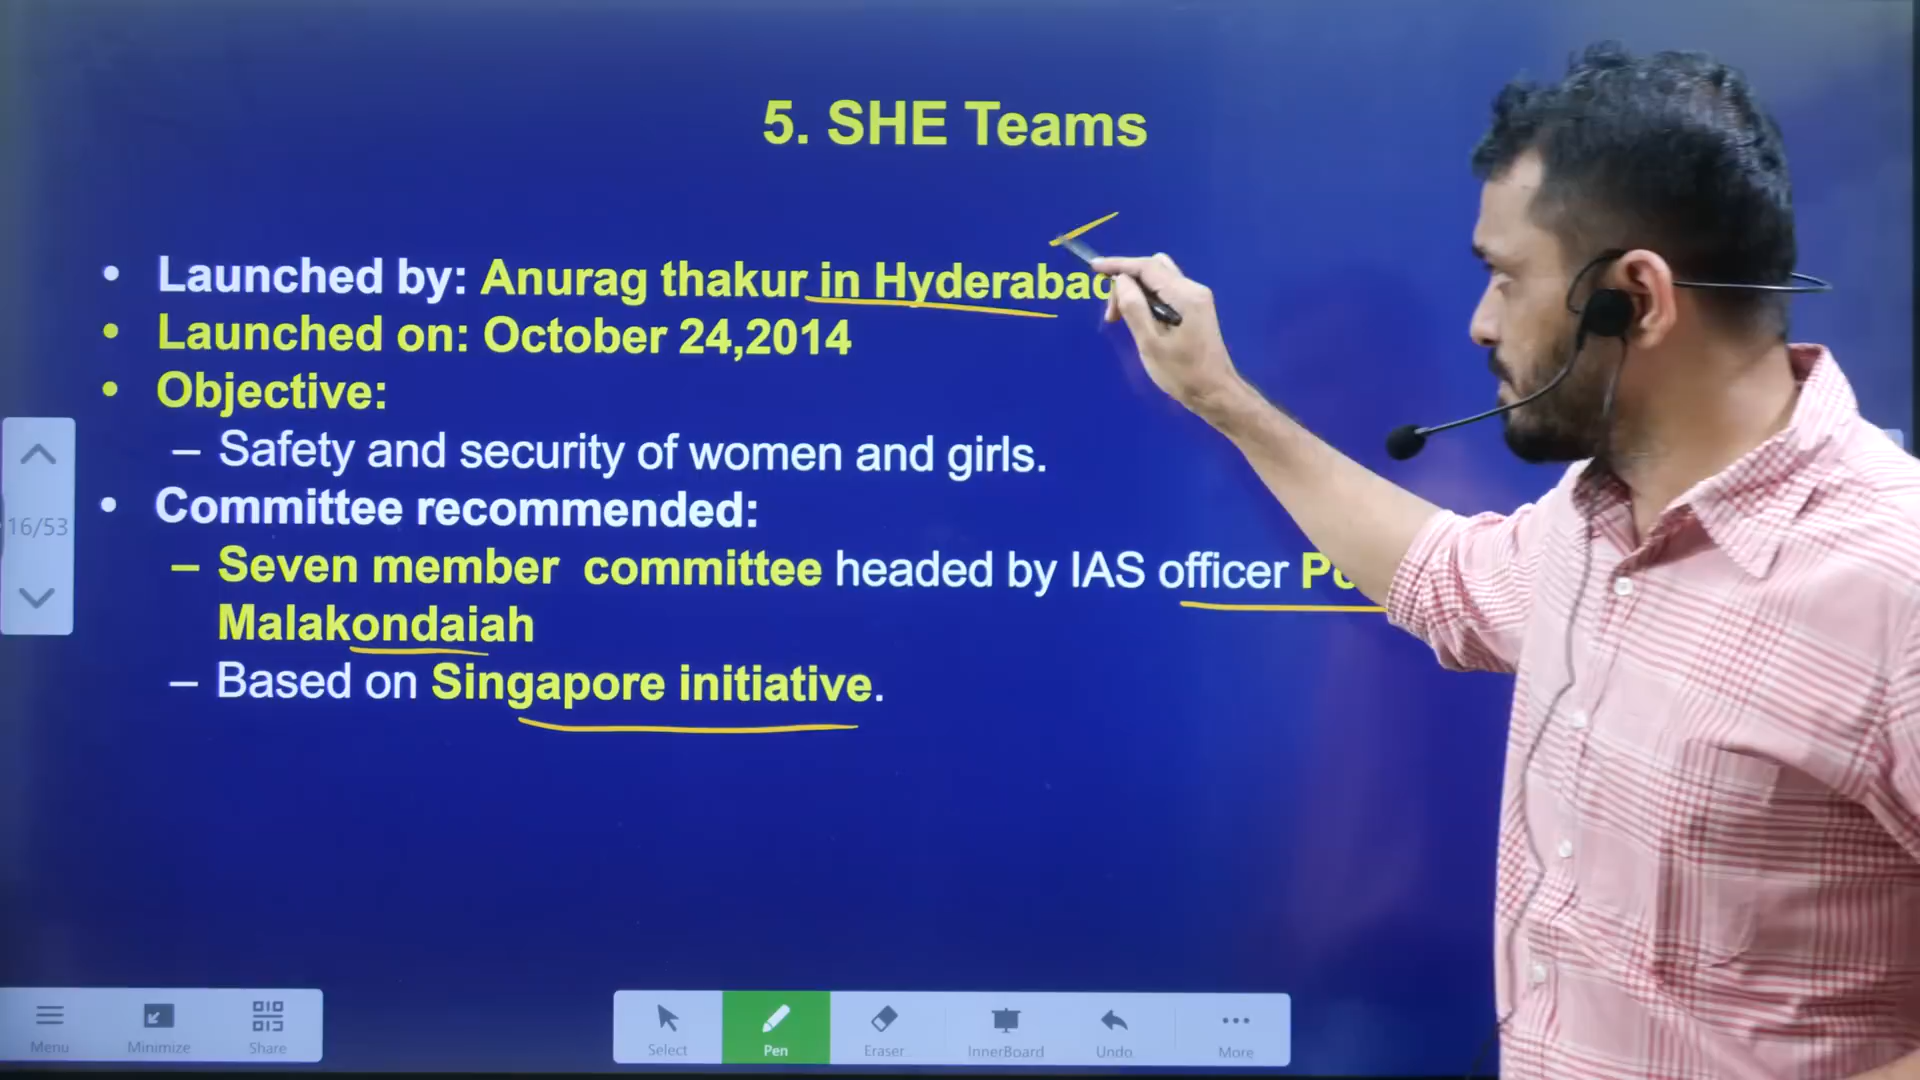 5. SHE Teams
• Launched by: Anurag thakur in Hyderabad
• Launched on: October 24,2014
• Objective:
– Safety and security of women and girls.
• Committee recommended:
– Seven member committee headed by IAS officer
Malakondaiah
– Based on Singapore initiative.
16/53
Menu Minimize Share Select Pen Eraser InnerBoard Undo More